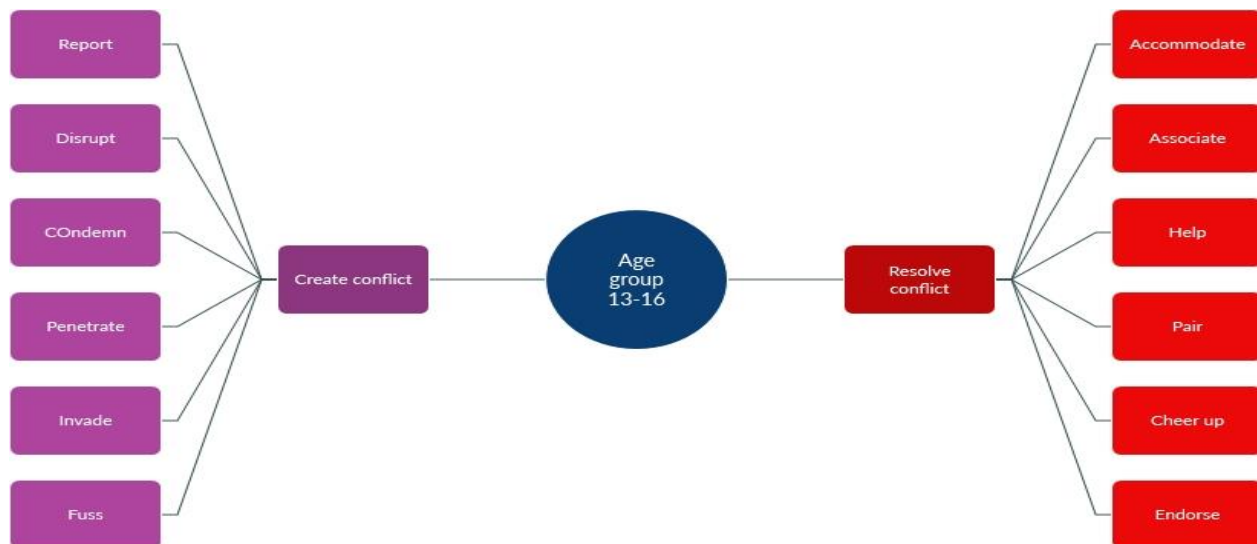 Report
Disrupt
COndemn
Penetrate
Invade
Fuss
Create conflict
Age
group
13-16
Resolve
conflict
Accommodate
Associate
Help
Pair
Cheer up
Endorse